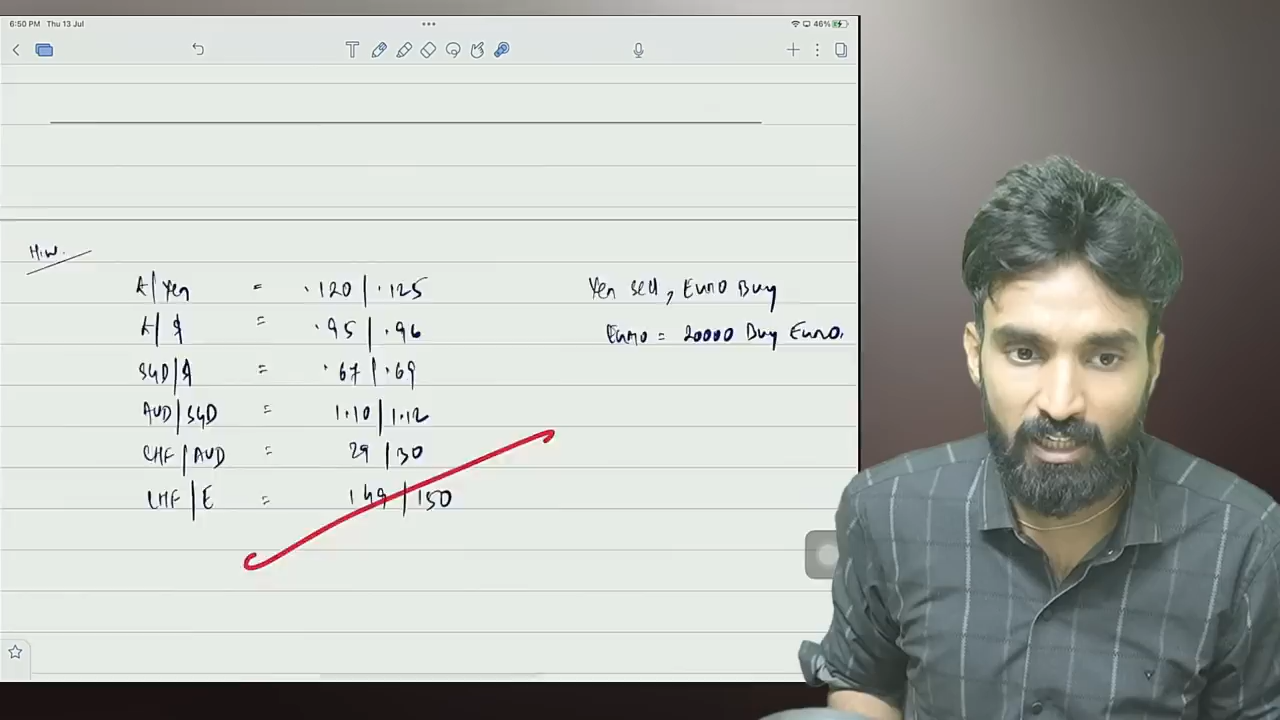 6:50 PM Thu 13 Jul
46%
H.W.
A/Yen = .120/.125
A/$ = .95/.96
SGD/$ = .67/.69
AUD/SGD = 1.10/1.12
CHF/AUD = 29/30
CHF/E = 149/150
Yen sell, Euro Buy
Euro = 20000 Buy Euro.